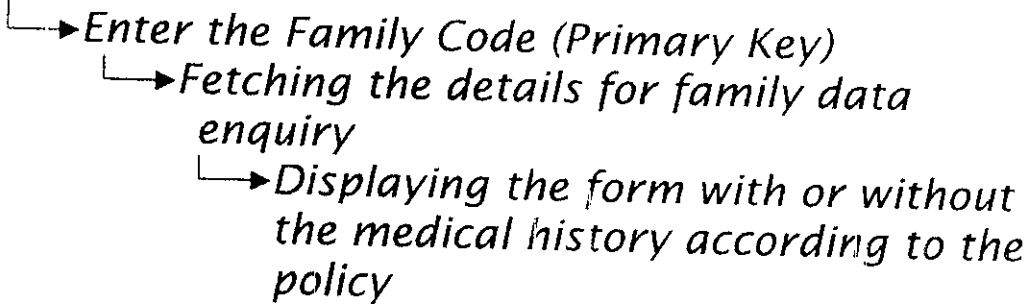 Enter the Family Code (Primary Key)
Fetching the details for family data
enquiry
Displaying the form with or without
the medical history according to the
policy